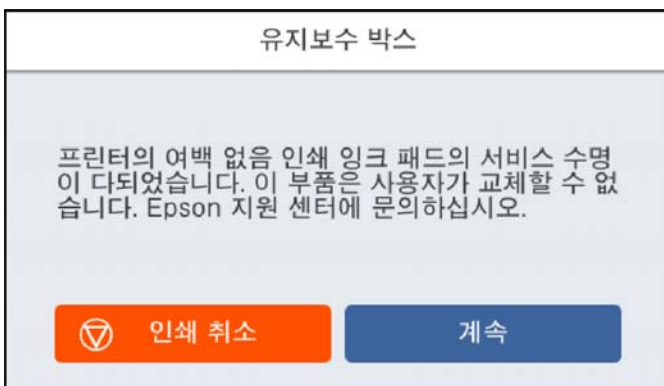 유지보수 박스
프린터의 여백 없음 인쇄 잉크 패드의 서비스 수명
이 다되었습니다. 이 부품은 사용자가 교체할 수 없
습니다. Epson 지원 센터에 문의하십시오.
인쇄 취소
계속